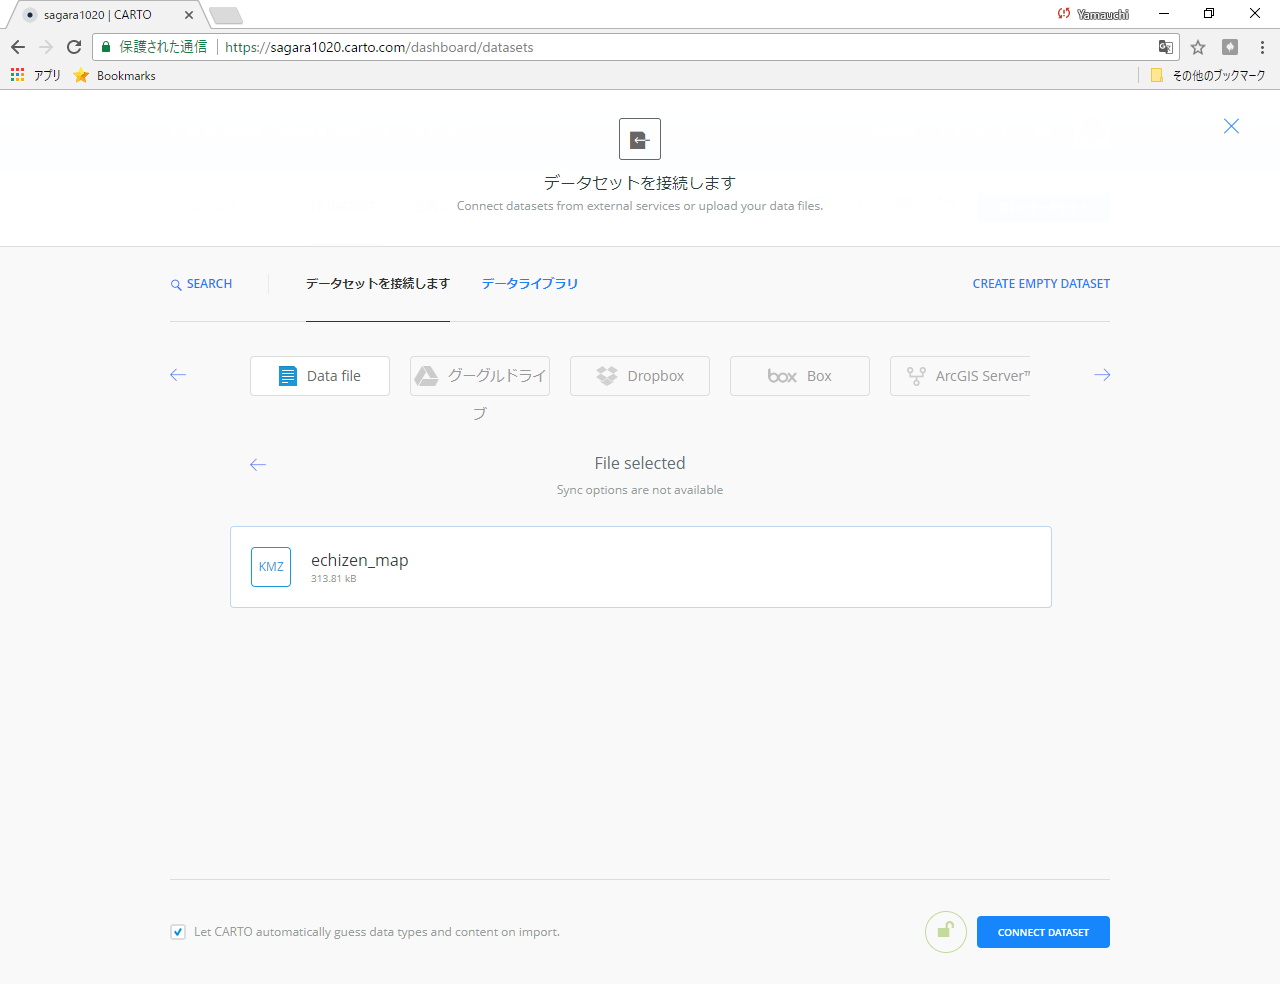 sagara1020 | CARTO
Yamauchi
保護された通信
https://sagara1020.carto.com/dashboard/datasets
アプリ
Bookmarks
その他のブックマーク
データセットを接続します
Connect datasets from external services or upload your data files.
SEARCH
データセットを接続します
データライブラリ
CREATE EMPTY DATASET
Data file
グーグルドライブ
Dropbox
box Box
ArcGIS Server™
File selected
Sync options are not available
KMZ
echizen_map
313.81 kB
Let CARTO automatically guess data types and content on import.
CONNECT DATASET